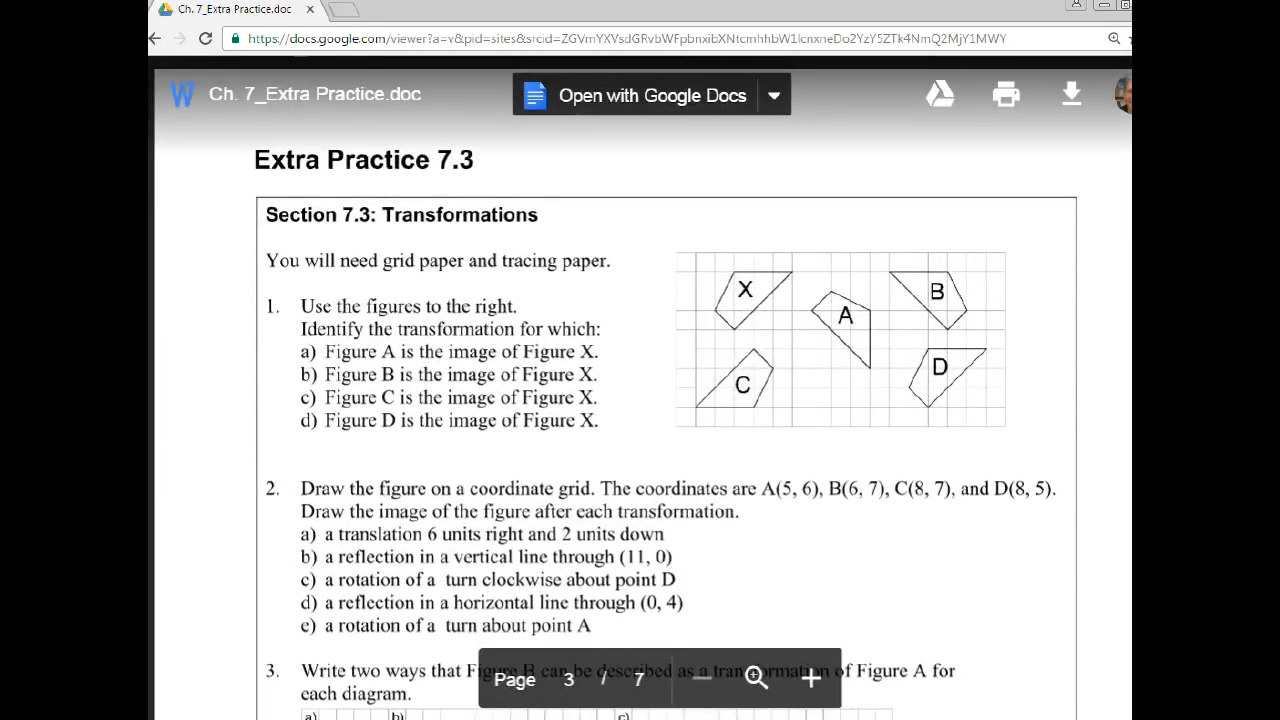 Ch. 7_Extra Practice.doc
https://docs.google.com/viewer?a=v&pid=sites&srcid=ZGVmYXVsdGRvbWFpbnxibXNtcmhhbW1lcnxneDo2YzY5ZTk4NmQ2MjY1MWY
W Ch. 7_Extra Practice.doc
Open with Google Docs
Extra Practice 7.3
Section 7.3: Transformations
You will need grid paper and tracing paper.
1. Use the figures to the right.
Identify the transformation for which:
a) Figure A is the image of Figure X.
b) Figure B is the image of Figure X.
c) Figure C is the image of Figure X.
d) Figure D is the image of Figure X.
X
A
B
C
D
2. Draw the figure on a coordinate grid. The coordinates are A(5, 6), B(6, 7), C(8, 7), and D(8, 5).
Draw the image of the figure after each transformation.
a) a translation 6 units right and 2 units down
b) a reflection in a vertical line through (11, 0)
c) a rotation of a turn clockwise about point D
d) a reflection in a horizontal line through (0, 4)
e) a rotation of a turn about point A
3. Write two ways that Figure B can be described as a transformation of Figure A for
each diagram.
Page 3 / 7
a) b) c)